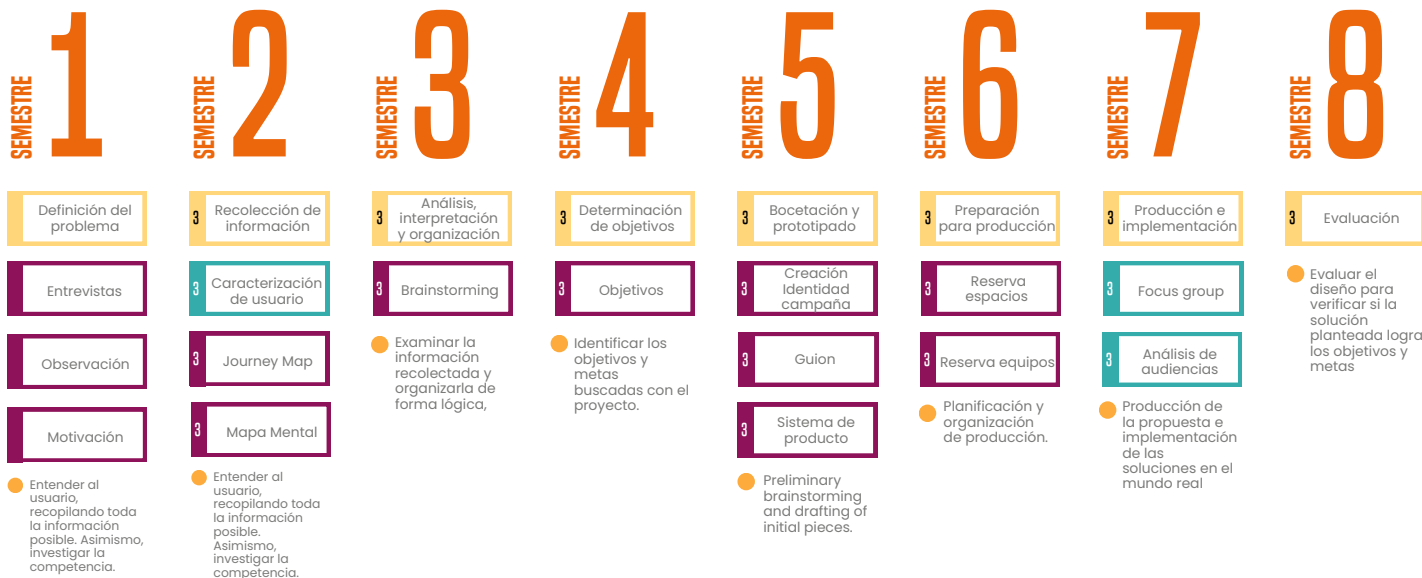 SEMESTRE
1
Definición del
problema
Entrevistas
Observación
Motivación
Entender al
usuario,
recopilando toda
la información
posible. Asimismo,
investigar la
competencia.
SEMESTRE
2
3
Recolección de
información
3
Caracterización
de usuario
3
Journey Map
3
Mapa Mental
Entender al
usuario,
recopilando toda
la información
posible.
Asimismo,
investigar la
competencia.
SEMESTRE
3
3
Análisis,
interpretación
y organización
3
Brainstorming
Examinar la
información
recolectada y
organizarla de
forma lógica,
SEMESTRE
4
3
Determinación
de objetivos
3
Objetivos
Identificar los
objetivos y
metas
buscadas con el
proyecto.
SEMESTRE
5
3
Bocetación y
prototipado
3
Creación
Identidad
campaña
3
Guion
3
Sistema de
producto
Preliminary
brainstorming
and drafting of
initial pieces.
SEMESTRE
6
3
Preparación
para producción
3
Reserva
espacios
3
Reserva equipos
Planificación y
organización
de producción.
SEMESTRE
7
3
Producción e
implementación
3
Focus group
3
Análisis de
audiencias
Producción de
la propuesta e
implementación
de las
soluciones en el
mundo real
SEMESTRE
8
3
Evaluación
Evaluar el
diseño para
verificar si la
solución
planteada logra
los objetivos y
metas